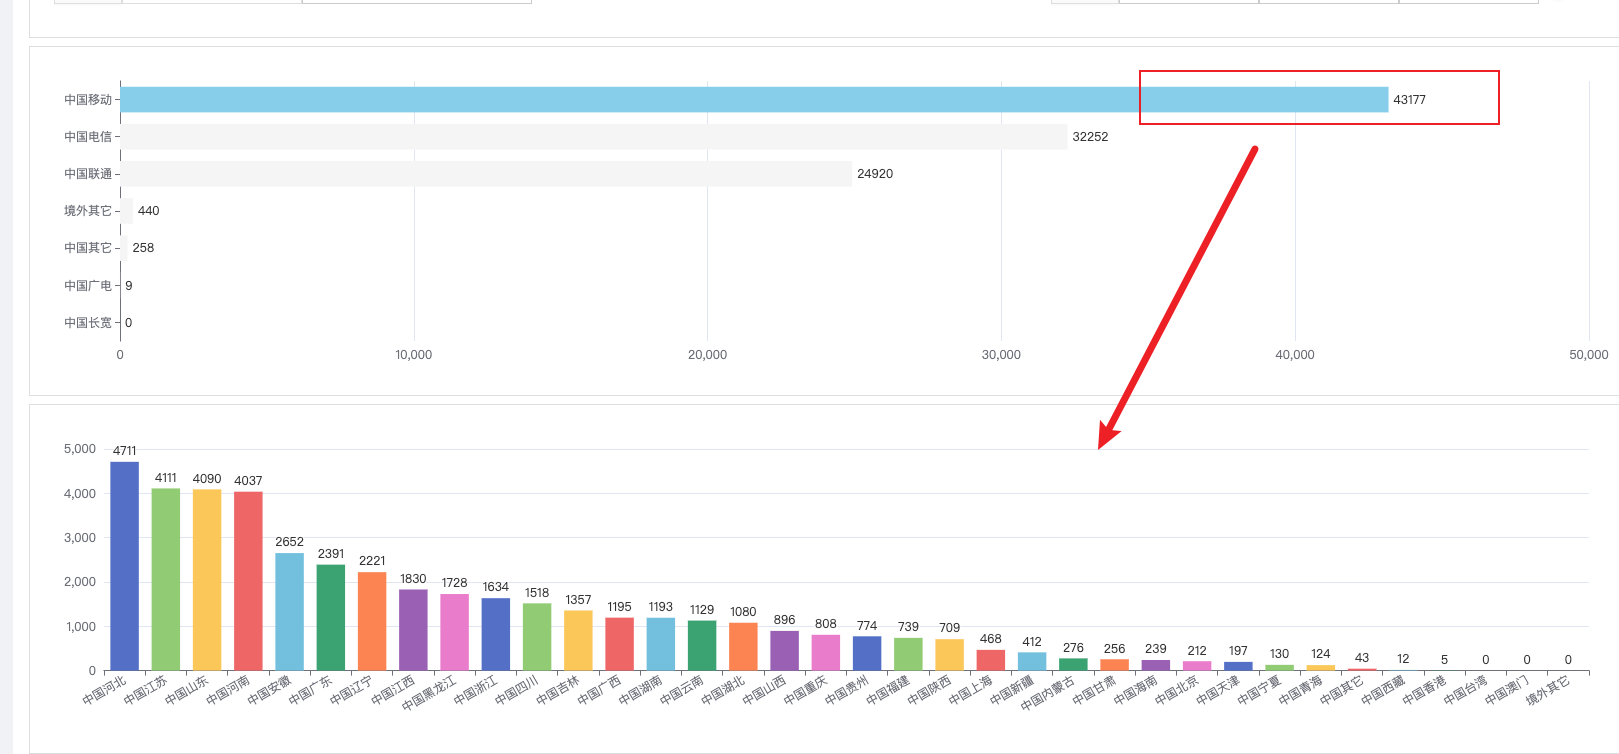 中国移动 43177
中国电信 32252
中国联通 24920
境外其它 440
中国其它 258
中国广电 9
中国长宽 0
0 10,000 20,000 30,000 40,000 50,000
5,000
4,000
3,000
2,000
1,000
0
4711 4111 4090 4037 2652 2391 2221 1830 1728 1634 1518 1357 1195 1193 1129 1080 896 808 774 739 709 468 412 276 256 239 212 197 130 124 43 12 5 0 0 0
中国河北 中国江苏 中国山东 中国河南 中国安徽 中国广东 中国辽宁 中国江西 中国黑龙江 中国浙江 中国四川 中国吉林 中国广西 中国湖南 中国云南 中国湖北 中国山西 中国重庆 中国贵州 中国福建 中国陕西 中国上海 中国新疆 中国内蒙古 中国甘肃 中国海南 中国北京 中国天津 中国宁夏 中国青海 中国其它 中国西藏 中国香港 中国台湾 中国澳门 境外其它